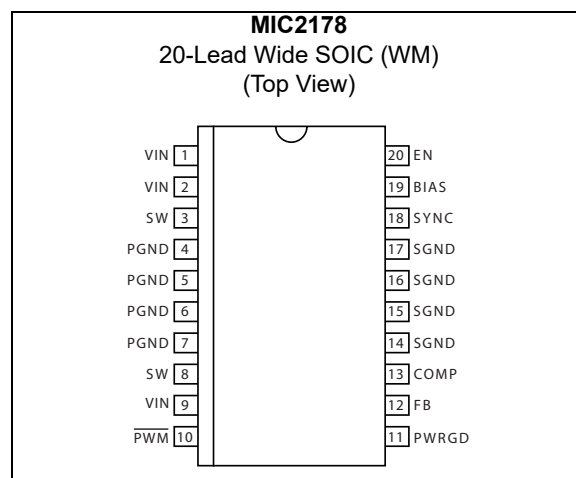 MIC2178
20-Lead Wide SOIC (WM)
(Top View)
VIN 1 20 EN
VIN 2 19 BIAS
SW 3 18 SYNC
PGND 4 17 SGND
PGND 5 16 SGND
PGND 6 15 SGND
PGND 7 14 SGND
SW 8 13 COMP
VIN 9 12 FB
PWM 10 11 PWRGD